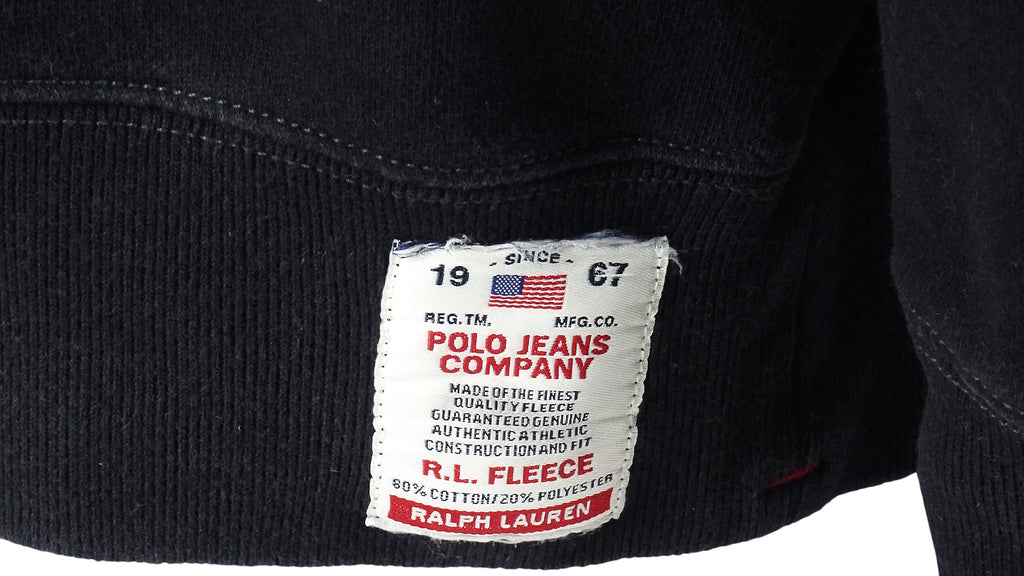 - SINCE -
19 67
REG.TM. MFG.CO.
POLO JEANS
COMPANY
MADE OF THE FINEST
QUALITY FLEECE
GUARANTEED GENUINE
AUTHENTIC ATHLETIC
CONSTRUCTION AND FIT
R.L. FLEECE
80% COTTON/20% POLYESTER
RALPH LAUREN